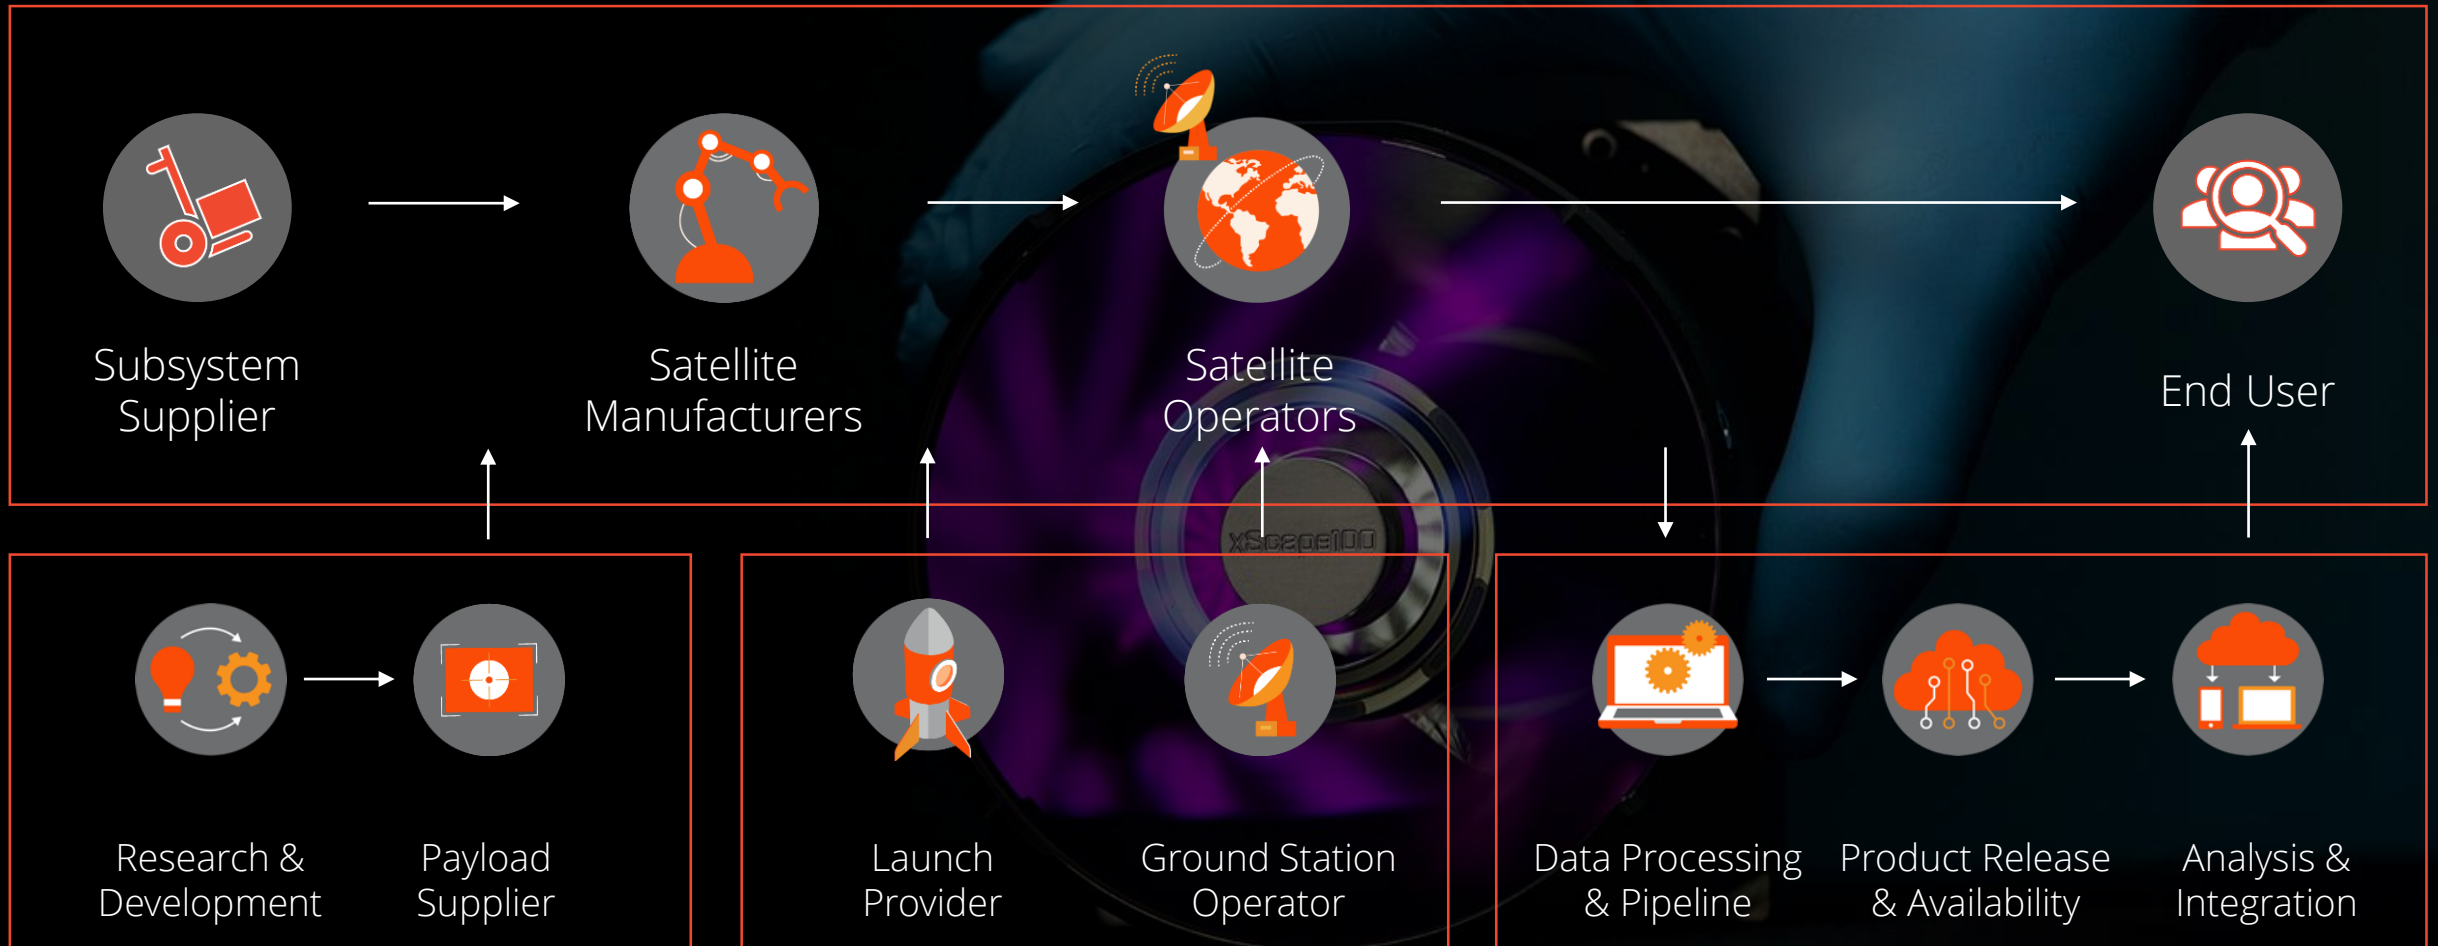 Subsystem
Supplier
Satellite
Manufacturers
Satellite
Operators
End User
xScape100
Research &
Development
Payload
Supplier
Launch
Provider
Ground Station
Operator
Data Processing
& Pipeline
Product Release
& Availability
Analysis &
Integration